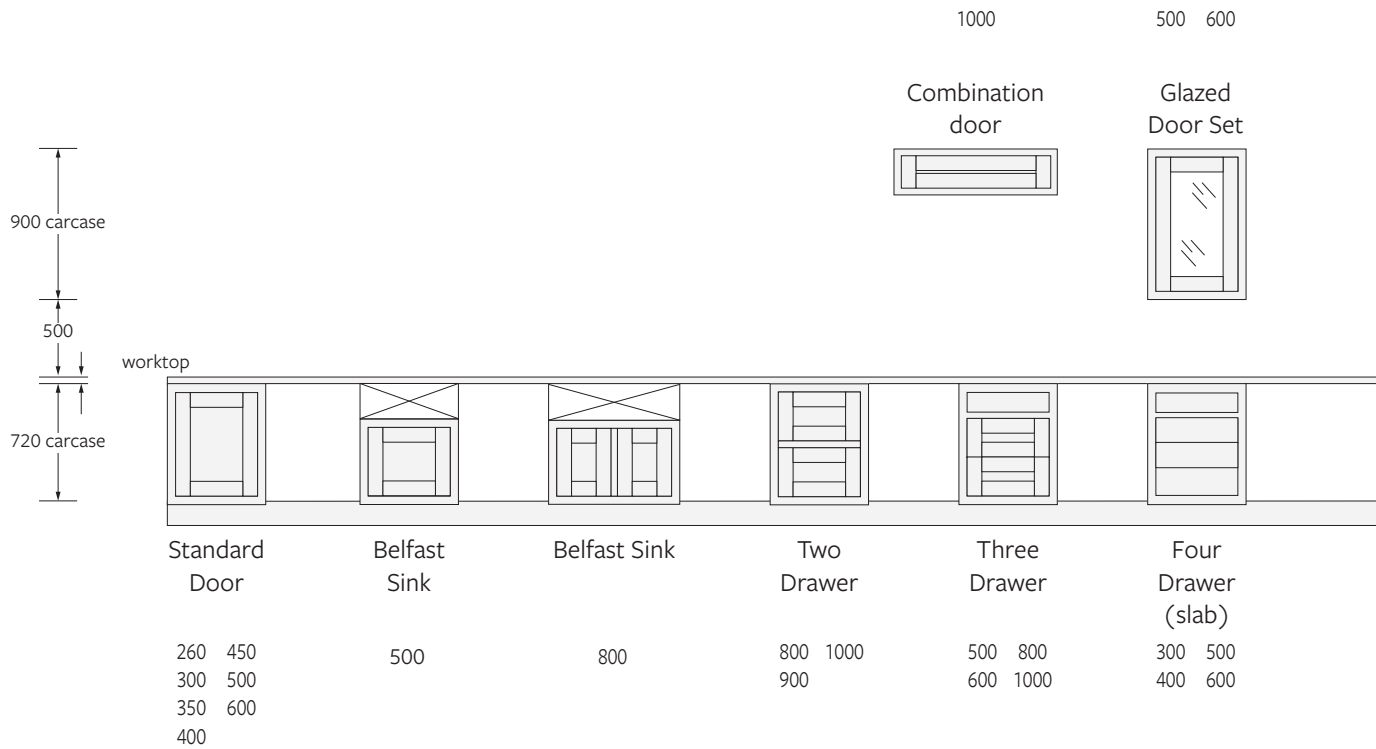 1000
500 600
Combination
door
Glazed
Door Set
900 carcase
500
worktop
720 carcase
Standard
Door
Belfast
Sink
Belfast Sink
Two
Drawer
Three
Drawer
Four
Drawer
(slab)
260 450
300 500
350 600
400
500
800
800 1000
900
500 800
600 1000
300 500
400 600